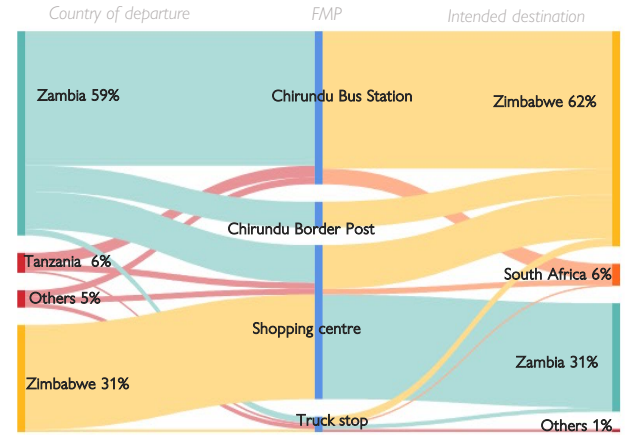 Country of departure FMP Intended destination
Zambia 59% Chirundu Bus Station Zimbabwe 62%
Chirundu Border Post
Tanzania 6%
South Africa 6%
Others 5%
Shopping centre
Zambia 31%
Zimbabwe 31%
Truck stop
Others 1%